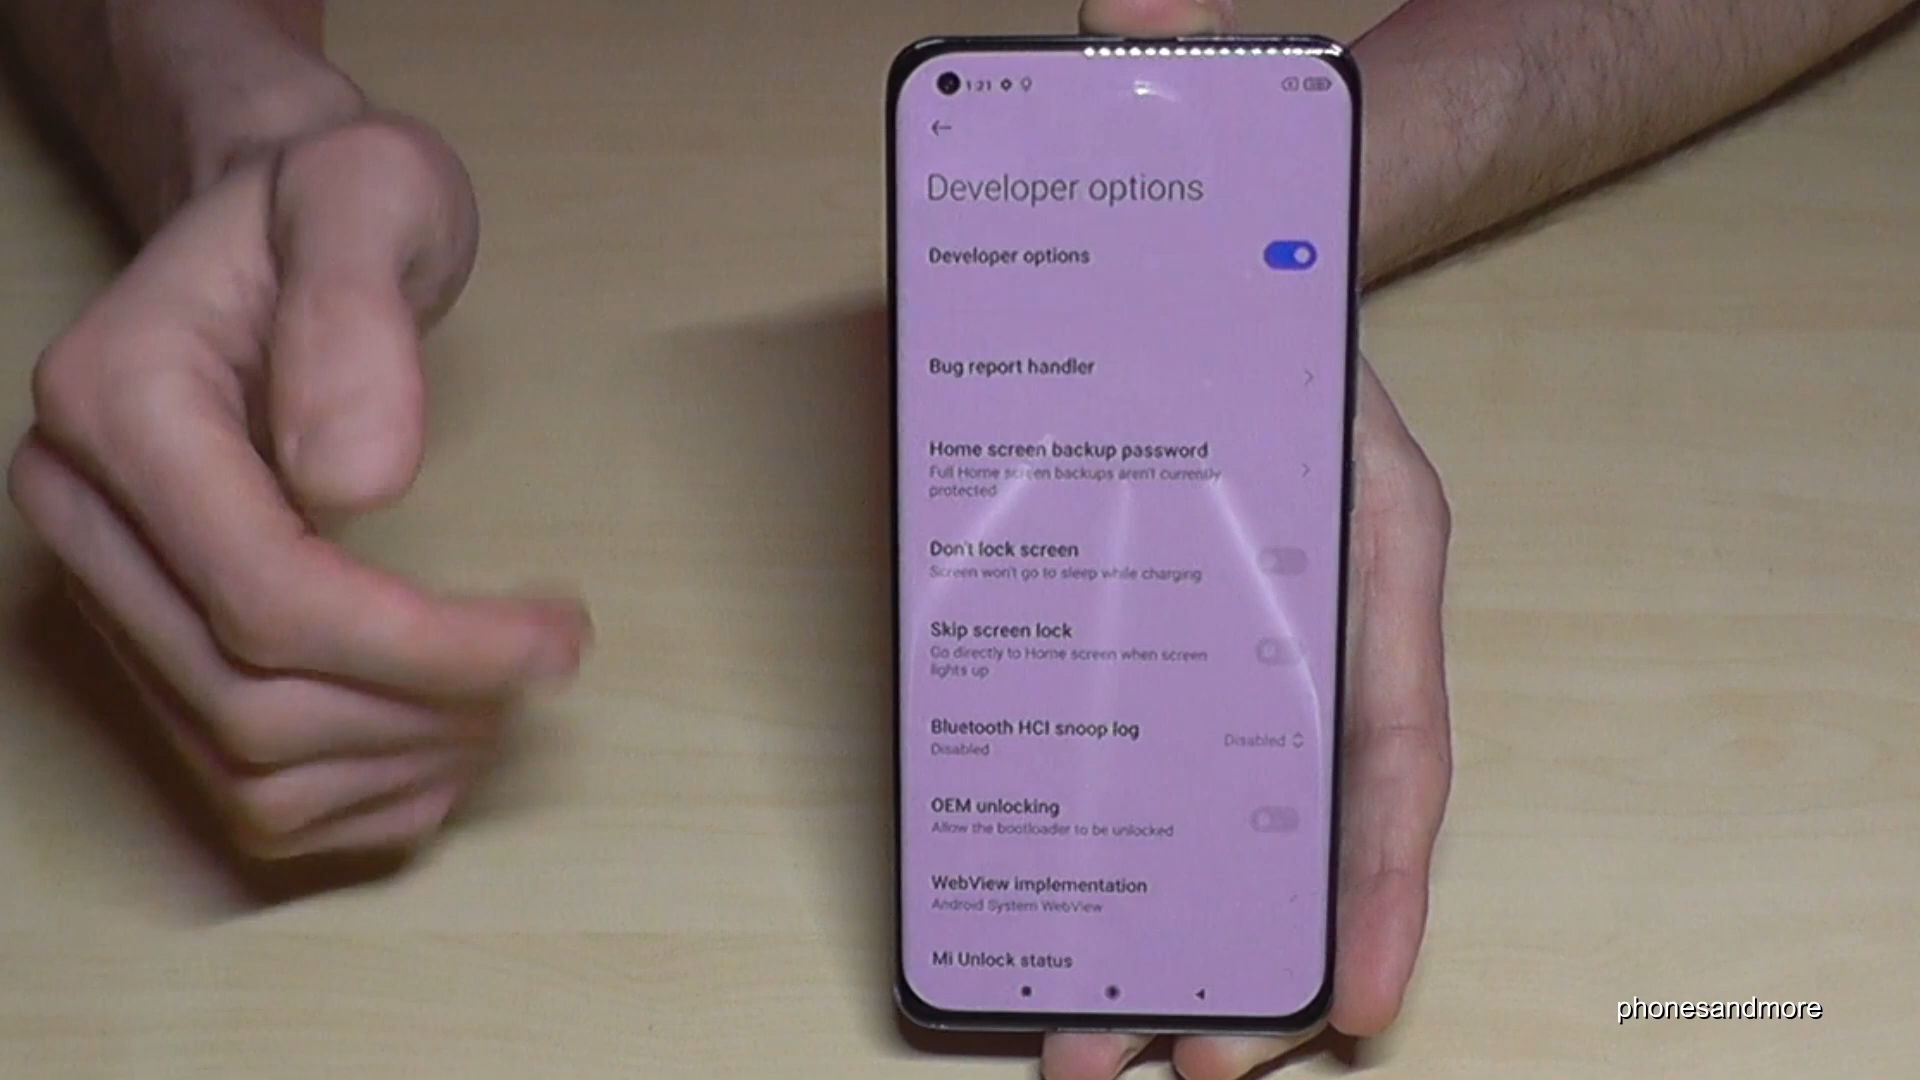 1:21
Developer options
Developer options
Bug report handler
Home screen backup password
Full Home screen backups aren't currently
protected
Don't lock screen
Screen won't go to sleep while charging
Skip screen lock
Go directly to Home screen when screen
lights up
Bluetooth HCI snoop log
Disabled
Disabled
OEM unlocking
Allow the bootloader to be unlocked
WebView implementation
Android System WebView
Mi Unlock status
phonesandmore